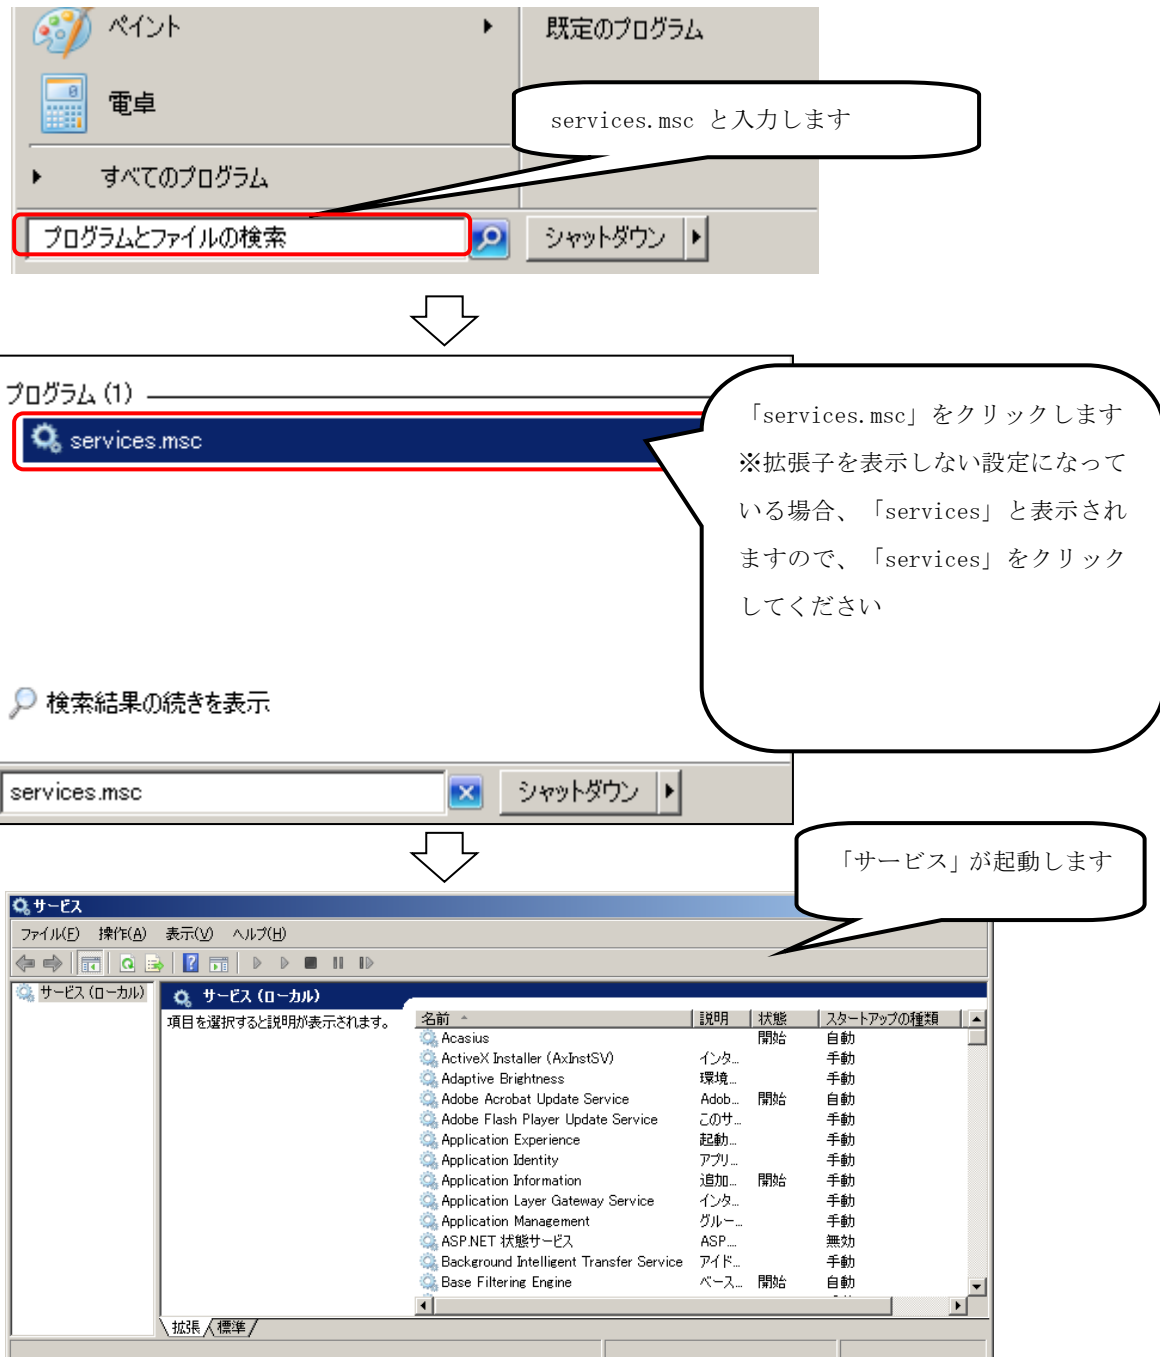 ペイント
既定のプログラム
電卓
services.msc と入力します
すべてのプログラム
プログラムとファイルの検索
シャットダウン
プログラム (1)
services.msc
「services.msc」をクリックします
※拡張子を表示しない設定になって
いる場合、「services」と表示され
ますので、「services」をクリック
してください
検索結果の続きを表示
services.msc
シャットダウン
「サービス」が起動します
サービス
ファイル(F) 操作(A) 表示(V) ヘルプ(H)
サービス (ローカル)
サービス (ローカル)
項目を選択すると説明が表示されます。
名前 説明 状態 スタートアップの種類
Acasius 開始 自動
ActiveX Installer (AxInstSV) インタ... 手動
Adaptive Brightness 環境... 手動
Adobe Acrobat Update Service Adob... 開始 自動
Adobe Flash Player Update Service このサ... 手動
Application Experience 起動... 手動
Application Identity アプリ... 手動
Application Information 追加... 開始 手動
Application Layer Gateway Service インタ... 手動
Application Management グルー... 手動
ASP.NET 状態サービス ASP.... 無効
Background Intelligent Transfer Service アイド... 手動
Base Filtering Engine ベース... 開始 自動
拡張 標準